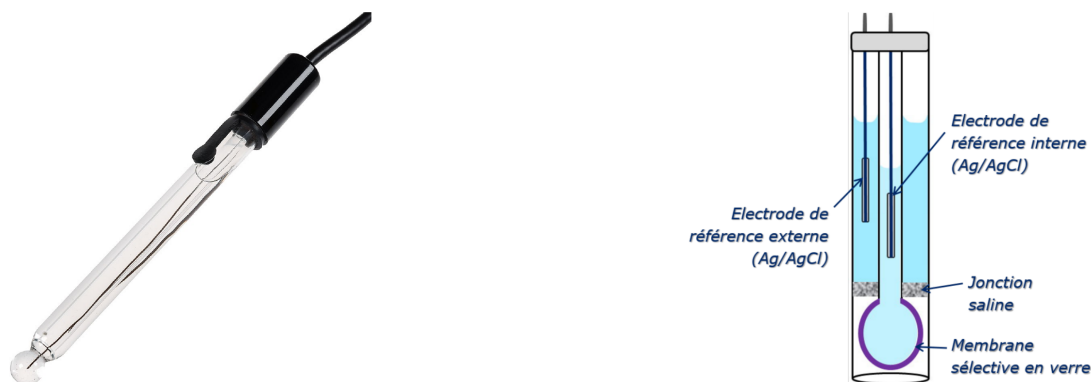 Electrode de
référence interne
(Ag/AgCl)
Electrode de
référence externe
(Ag/AgCl)
Jonction
saline
Membrane
sélective en verre